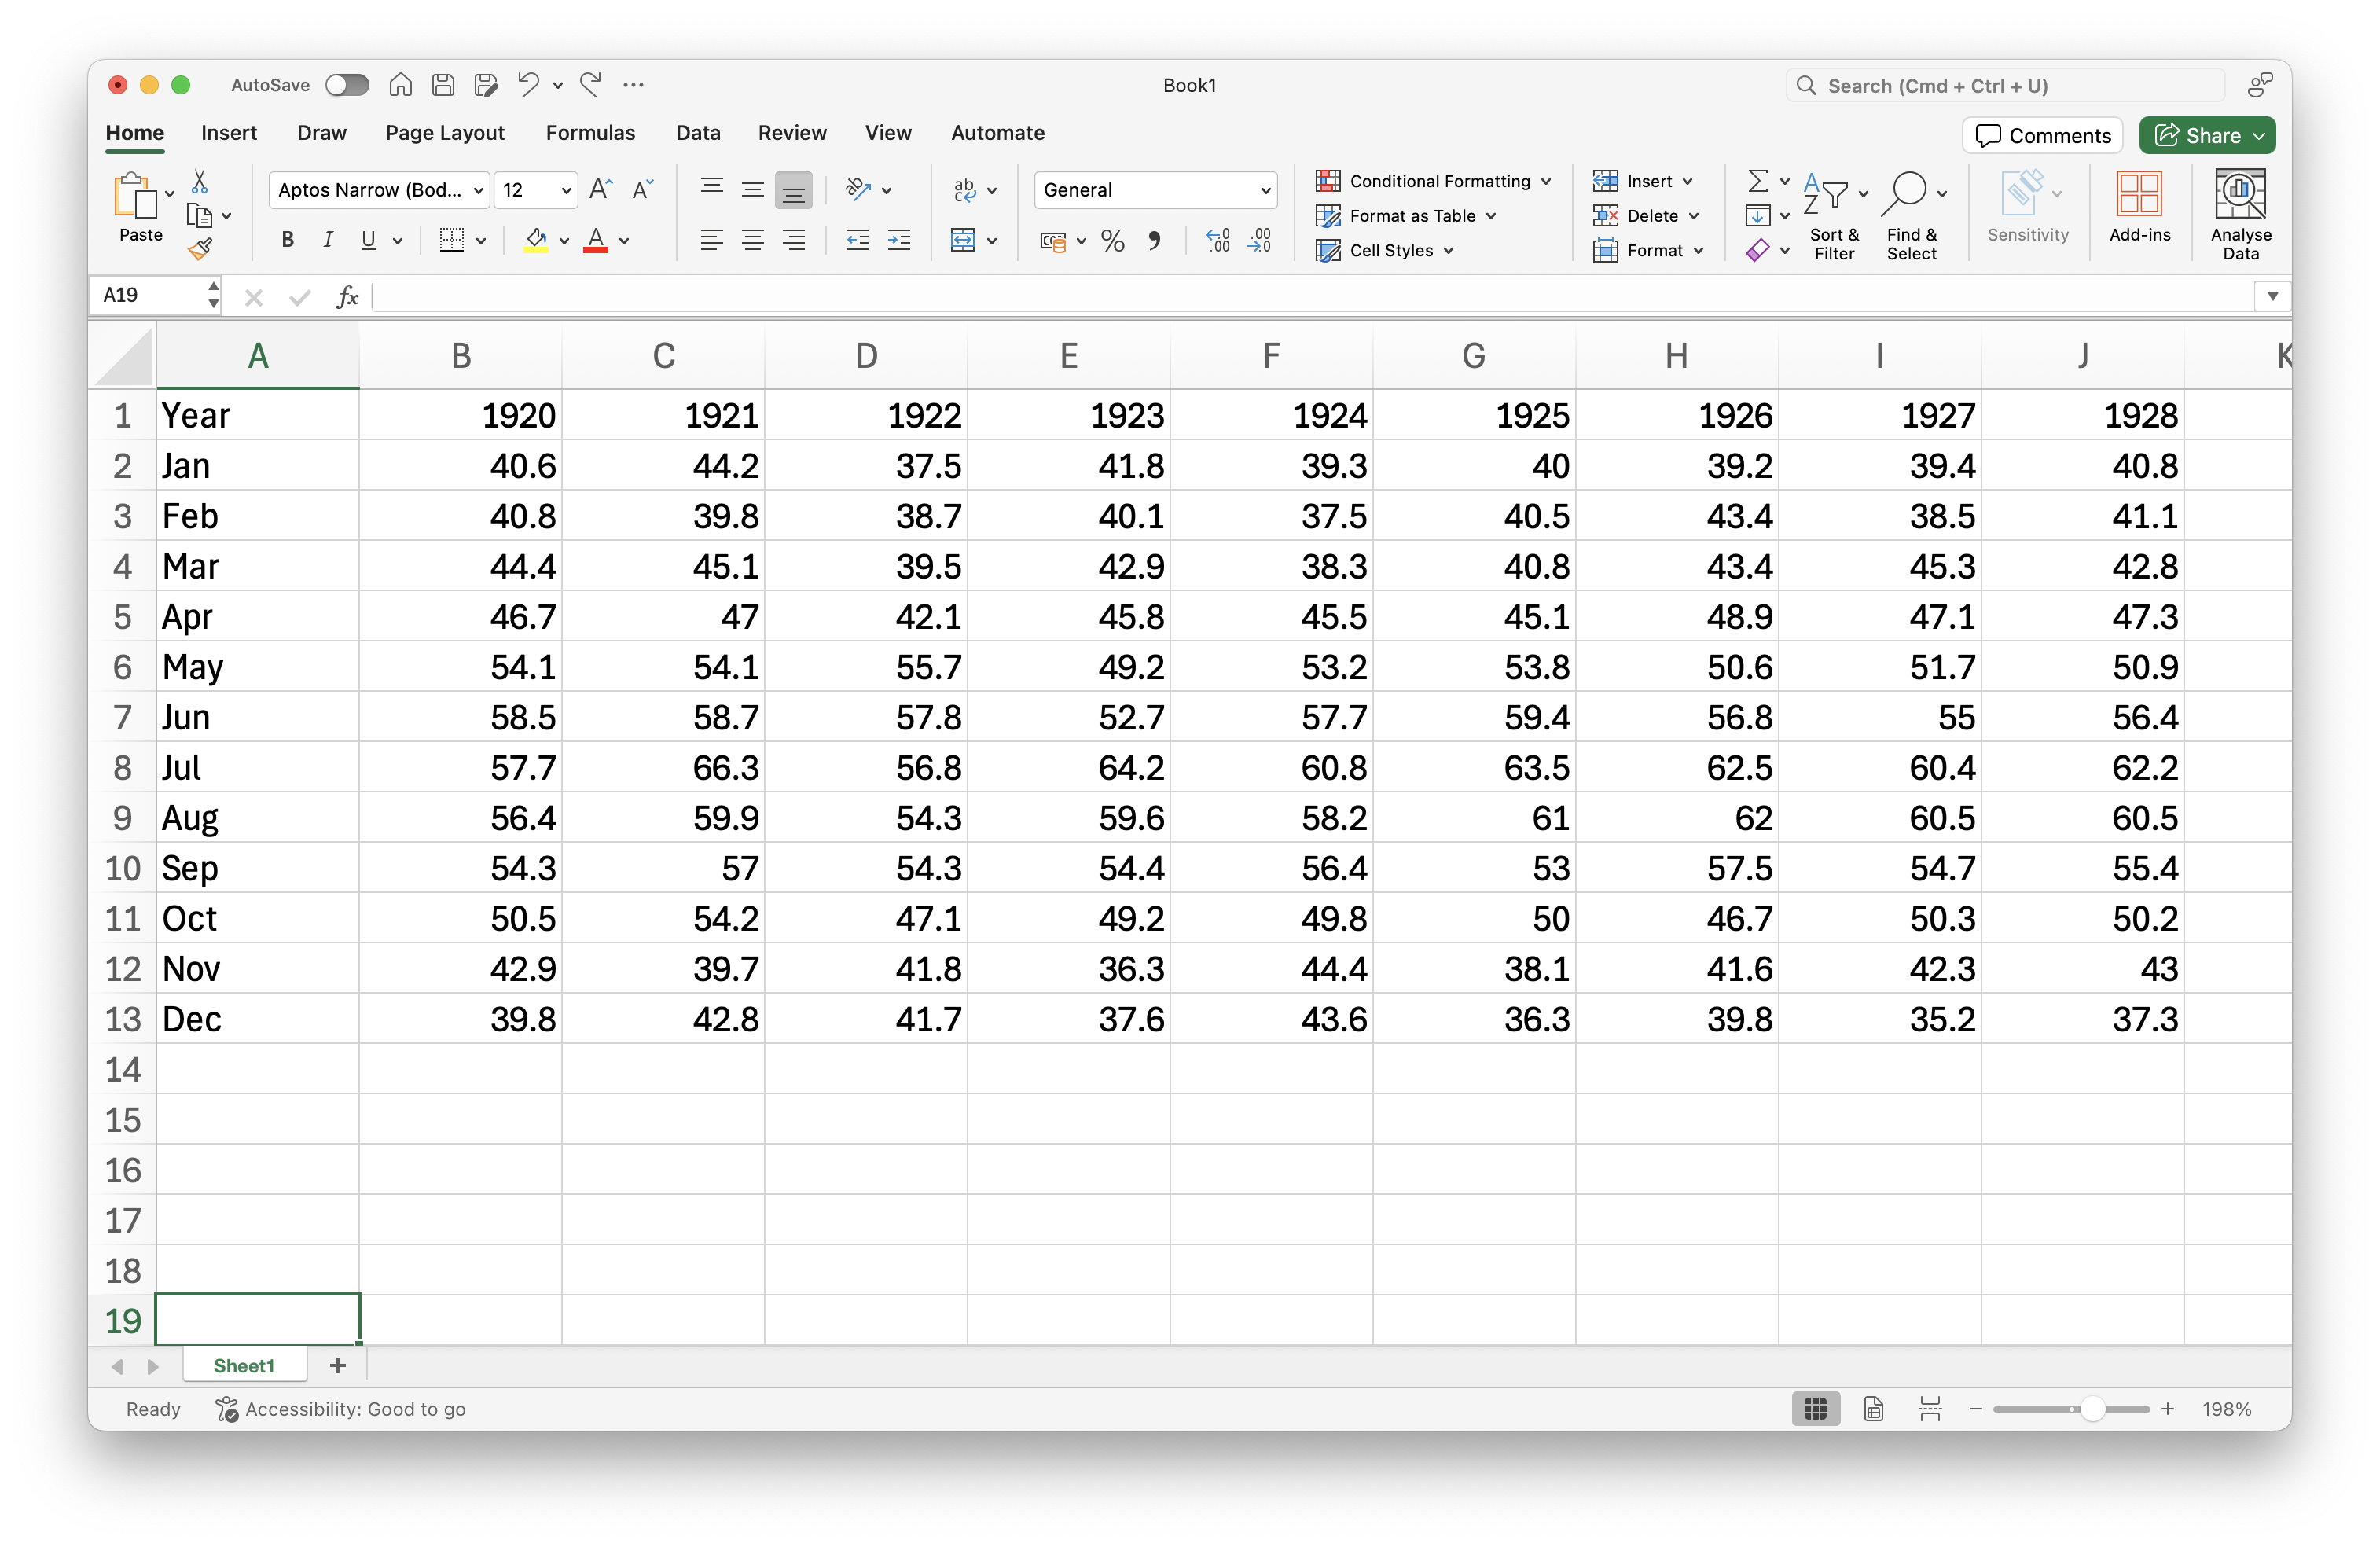 AutoSave Book1 Search (Cmd + Ctrl + U)
Home Insert Draw Page Layout Formulas Data Review View Automate Comments Share
Paste Aptos Narrow (Bod... 12 General Conditional Formatting Format as Table Cell Styles Insert Delete Format Sort & Filter Find & Select Sensitivity Add-ins Analyse Data
A19 fx
A B C D E F G H I J K
1 Year 1920 1921 1922 1923 1924 1925 1926 1927 1928
2 Jan 40.6 44.2 37.5 41.8 39.3 40 39.2 39.4 40.8
3 Feb 40.8 39.8 38.7 40.1 37.5 40.5 43.4 38.5 41.1
4 Mar 44.4 45.1 39.5 42.9 38.3 40.8 43.4 45.3 42.8
5 Apr 46.7 47 42.1 45.8 45.5 45.1 48.9 47.1 47.3
6 May 54.1 54.1 55.7 49.2 53.2 53.8 50.6 51.7 50.9
7 Jun 58.5 58.7 57.8 52.7 57.7 59.4 56.8 55 56.4
8 Jul 57.7 66.3 56.8 64.2 60.8 63.5 62.5 60.4 62.2
9 Aug 56.4 59.9 54.3 59.6 58.2 61 62 60.5 60.5
10 Sep 54.3 57 54.3 54.4 56.4 53 57.5 54.7 55.4
11 Oct 50.5 54.2 47.1 49.2 49.8 50 46.7 50.3 50.2
12 Nov 42.9 39.7 41.8 36.3 44.4 38.1 41.6 42.3 43
13 Dec 39.8 42.8 41.7 37.6 43.6 36.3 39.8 35.2 37.3
14
15
16
17
18
19
Sheet1 +
Ready Accessibility: Good to go 198%